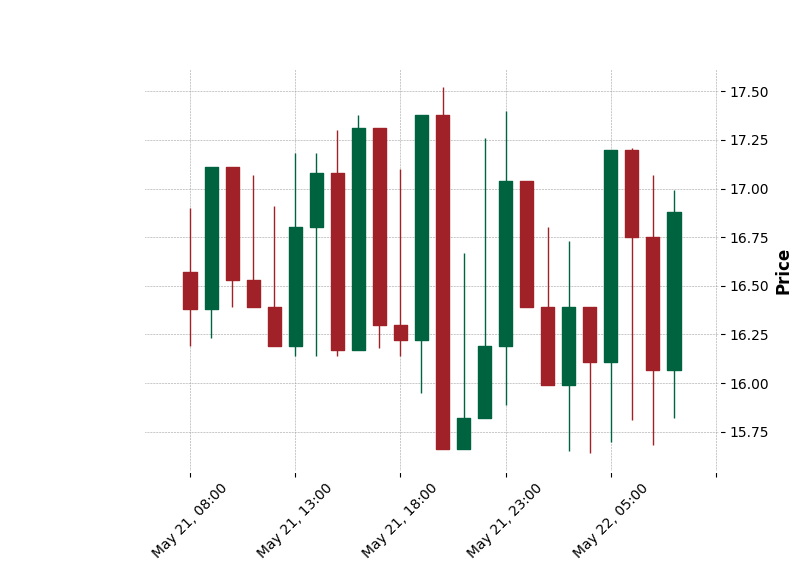 17.50
17.25
17.00
16.75
16.50
16.25
16.00
15.75
Price
May 21, 08:00
May 21, 13:00
May 21, 18:00
May 21, 23:00
May 22, 05:00